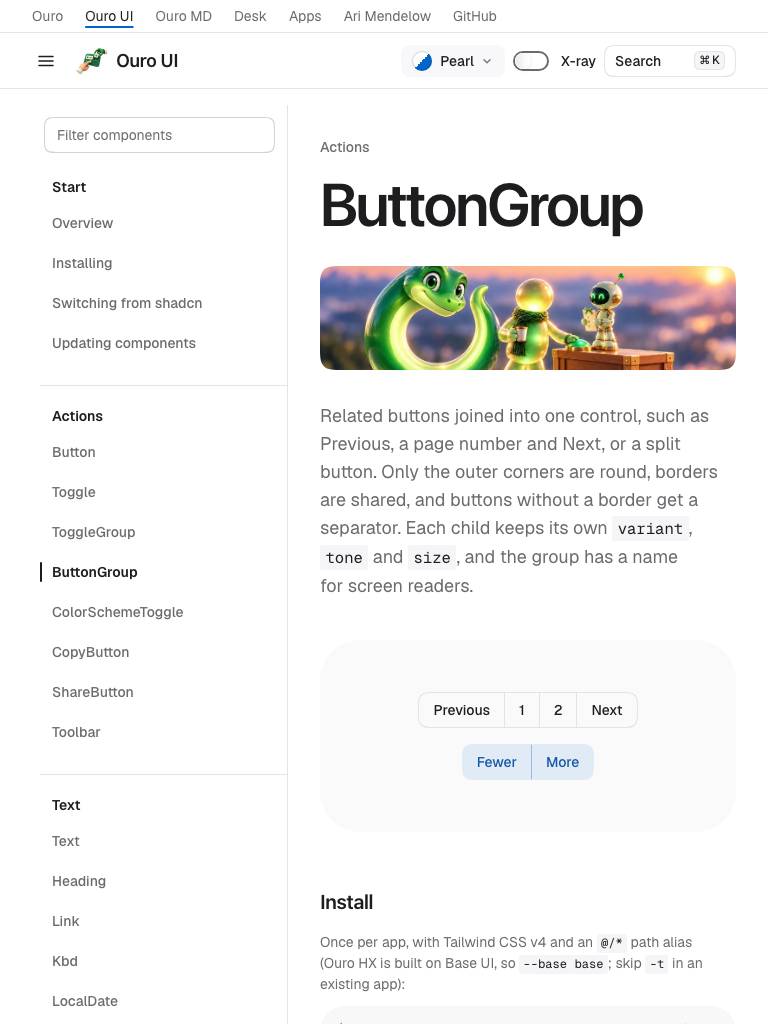 Ouro Ouro UI Ouro MD Desk Apps Ari Mendelow GitHub
Ouro UI Pearl X-ray Search ⌘ K
Filter components
Start
Overview
Installing
Switching from shadcn
Updating components
Actions
Button
Toggle
ToggleGroup
ButtonGroup
ColorSchemeToggle
CopyButton
ShareButton
Toolbar
Text
Text
Heading
Link
Kbd
LocalDate
Actions
ButtonGroup
Related buttons joined into one control, such as
Previous, a page number and Next, or a split
button. Only the outer corners are round, borders
are shared, and buttons without a border get a
separator. Each child keeps its own variant,
tone and size, and the group has a name
for screen readers.
Previous 1 2 Next
Fewer More
Install
Once per app, with Tailwind CSS v4 and an @/* path alias
(Ouro HX is built on Base UI, so --base base; skip -t in an
existing app):